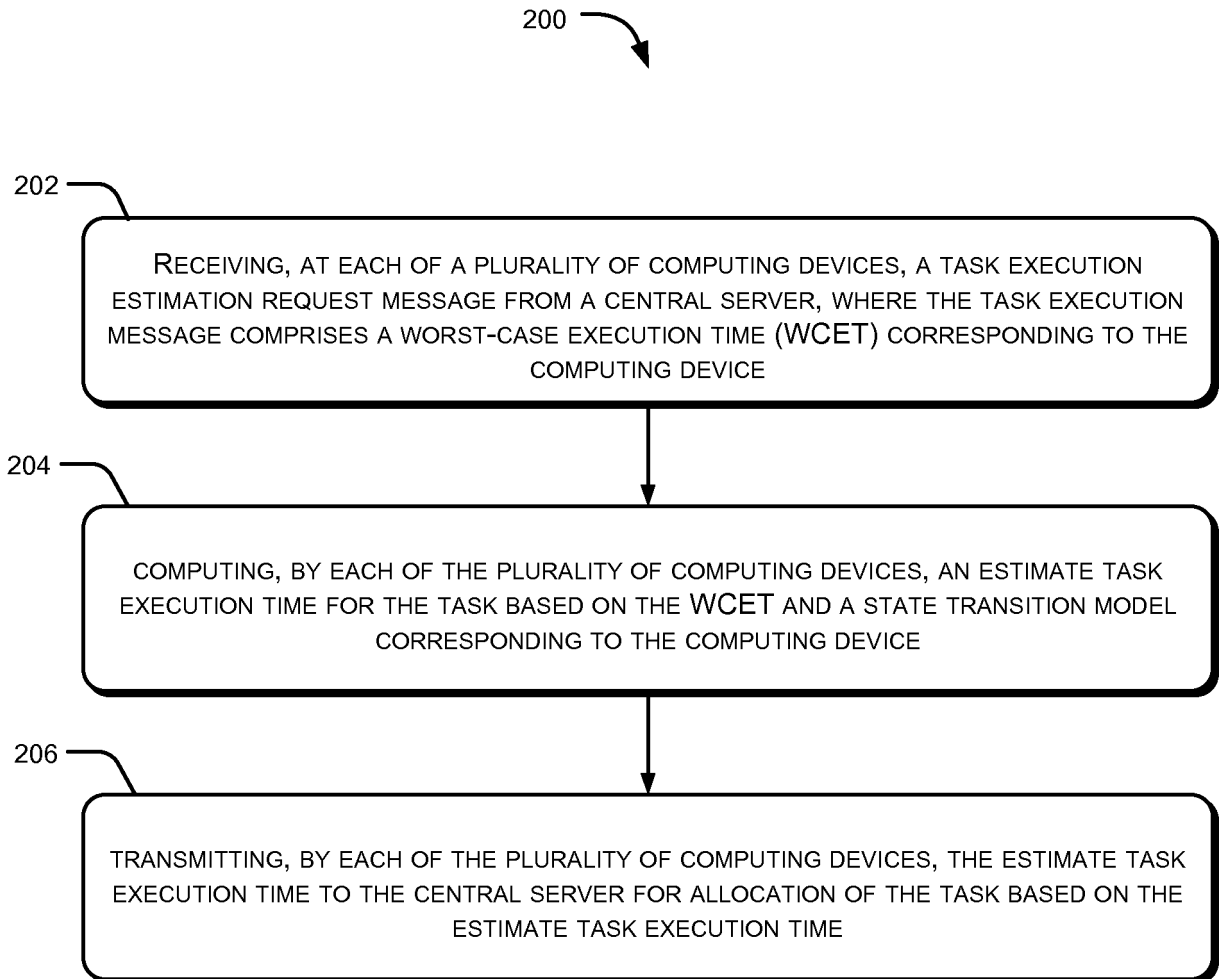 200
202
RECEIVING, AT EACH OF A PLURALITY OF COMPUTING DEVICES, A TASK EXECUTION
ESTIMATION REQUEST MESSAGE FROM A CENTRAL SERVER, WHERE THE TASK EXECUTION
MESSAGE COMPRISES A WORST-CASE EXECUTION TIME (WCET) CORRESPONDING TO THE
COMPUTING DEVICE
204
COMPUTING, BY EACH OF THE PLURALITY OF COMPUTING DEVICES, AN ESTIMATE TASK
EXECUTION TIME FOR THE TASK BASED ON THE WCET AND A STATE TRANSITION MODEL
CORRESPONDING TO THE COMPUTING DEVICE
206
TRANSMITTING, BY EACH OF THE PLURALITY OF COMPUTING DEVICES, THE ESTIMATE TASK
EXECUTION TIME TO THE CENTRAL SERVER FOR ALLOCATION OF THE TASK BASED ON THE
ESTIMATE TASK EXECUTION TIME